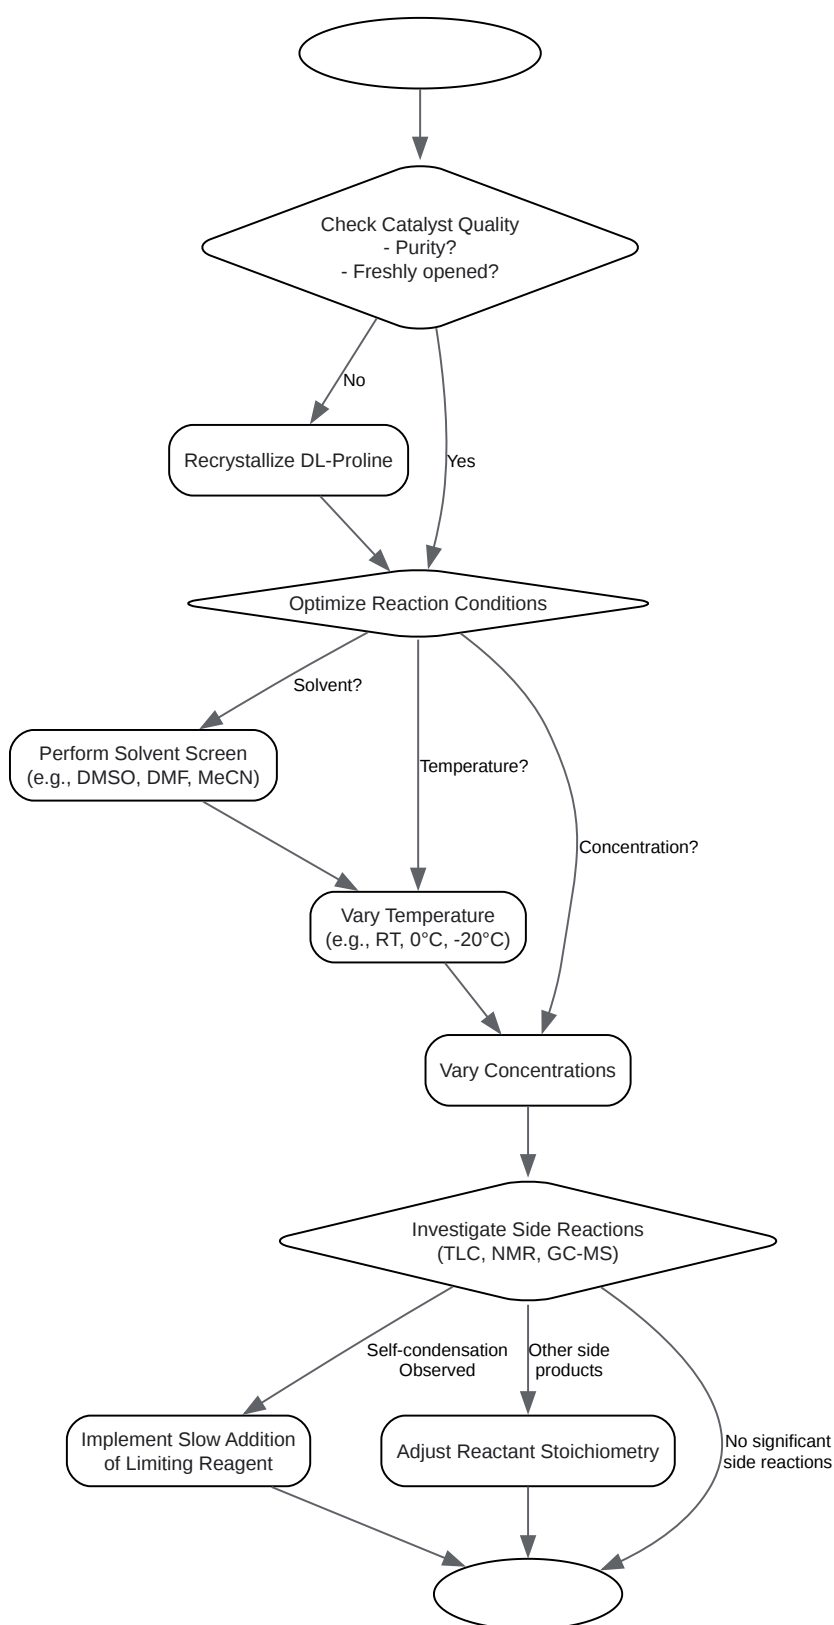 Check Catalyst Quality
- Purity?
- Freshly opened?
No
Recrystallize DL-Proline
Yes
Optimize Reaction Conditions
Solvent?
Perform Solvent Screen
(e.g., DMSO, DMF, MeCN)
Temperature?
Concentration?
Vary Temperature
(e.g., RT, 0°C, -20°C)
Vary Concentrations
Investigate Side Reactions
(TLC, NMR, GC-MS)
Self-condensation
Observed
Other side
products
No significant
side reactions
Implement Slow Addition
of Limiting Reagent
Adjust Reactant Stoichiometry